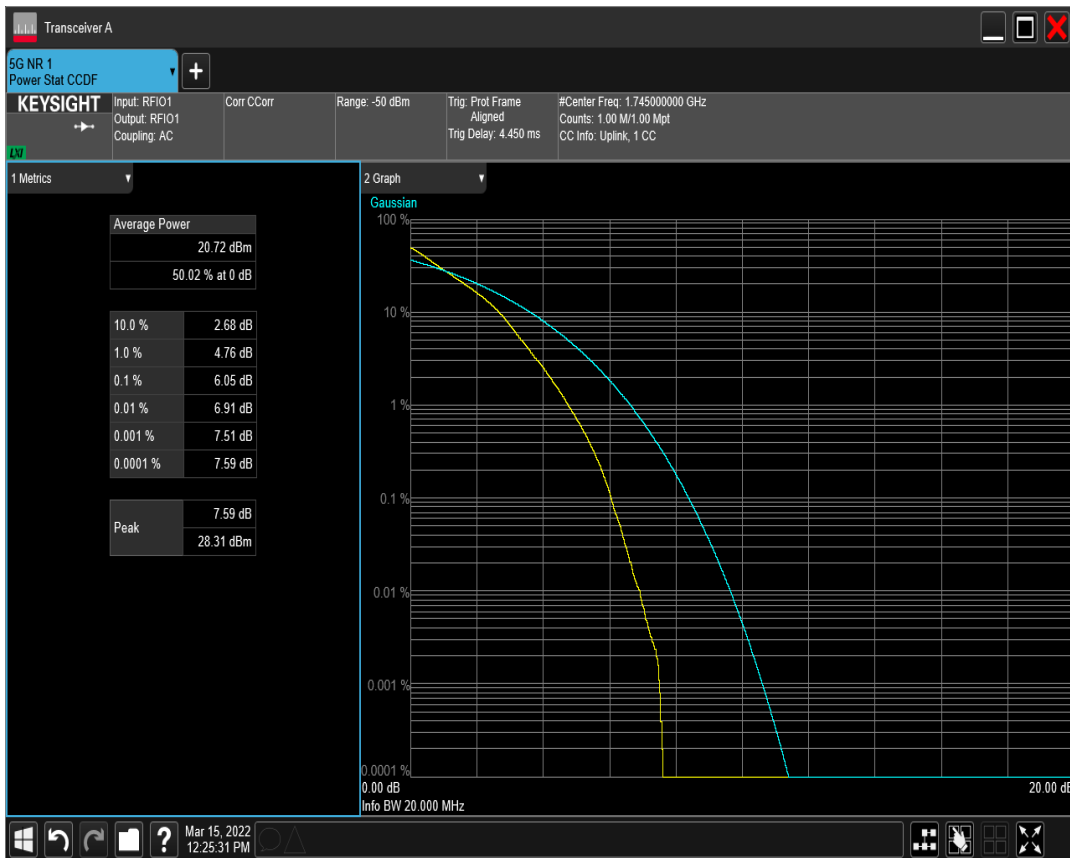 Transceiver A
5G NR 1
Power Stat CCDF
KEYSIGHT
LXI
Input: RFIO1
Output: RFIO1
Coupling: AC
Corr CCorr
Range: -50 dBm
Trig: Prot Frame
Aligned
Trig Delay: 4.450 ms
#Center Freq: 1.745000000 GHz
Counts: 1.00 M/1.00 Mpt
CC Info: Uplink, 1 CC
1 Metrics
Average Power
20.72 dBm
50.02 % at 0 dB
10.0 % 2.68 dB
1.0 % 4.76 dB
0.1 % 6.05 dB
0.01 % 6.91 dB
0.001 % 7.51 dB
0.0001 % 7.59 dB
Peak
7.59 dB
28.31 dBm
2 Graph
Gaussian
100 %
10 %
1 %
0.1 %
0.01 %
0.001 %
0.0001 %
0.00 dB
20.00 dB
Info BW 20.000 MHz
?
Mar 15, 2022
12:25:31 PM